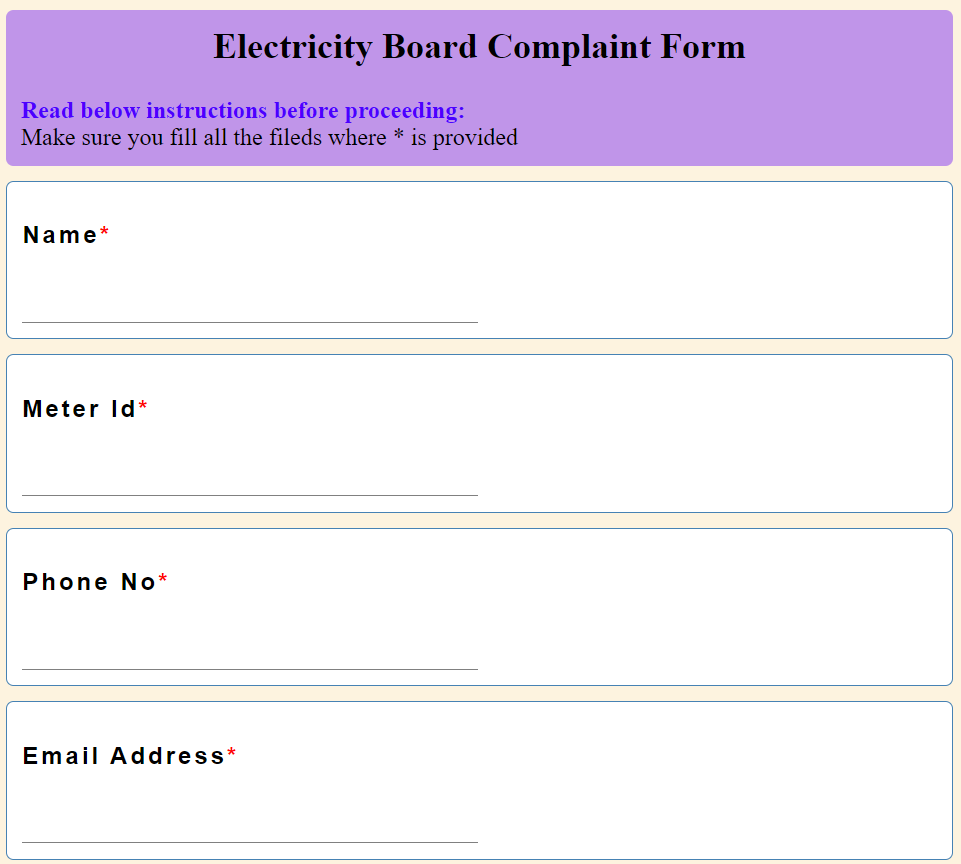 Electricity Board Complaint Form
Read below instructions before proceeding:
Make sure you fill all the fileds where * is provided
Name*
Meter Id*
Phone No*
Email Address*